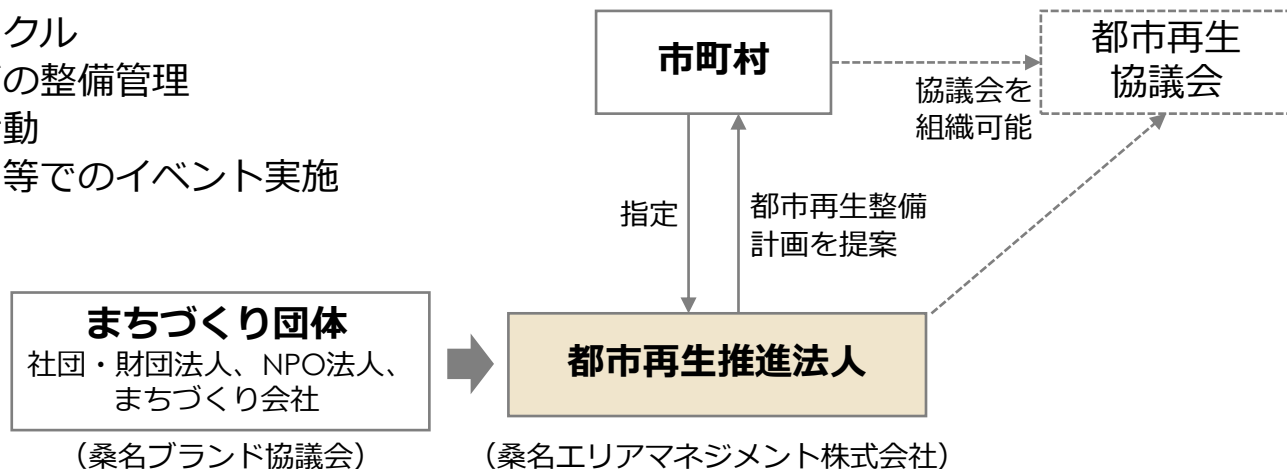 クル
の整備管理
動
等でのイベント実施
市町村
都市再生
協議会
協議会を
組織可能
指定
都市再生整備
計画を提案
まちづくり団体
社団・財団法人、NPO法人、
まちづくり会社
都市再生推進法人
（桑名ブランド協議会）
（桑名エリアマネジメント株式会社）